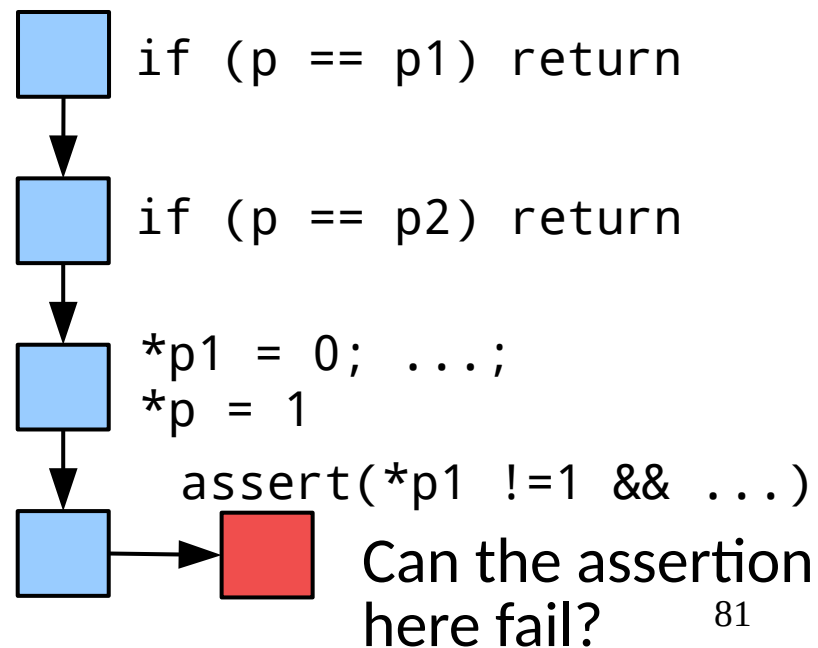 if (p == p1) return
if (p == p2) return
*p1 = 0; ...;
*p = 1
assert(*p1 !=1 && ...)
Can the assertion
here fail?
81